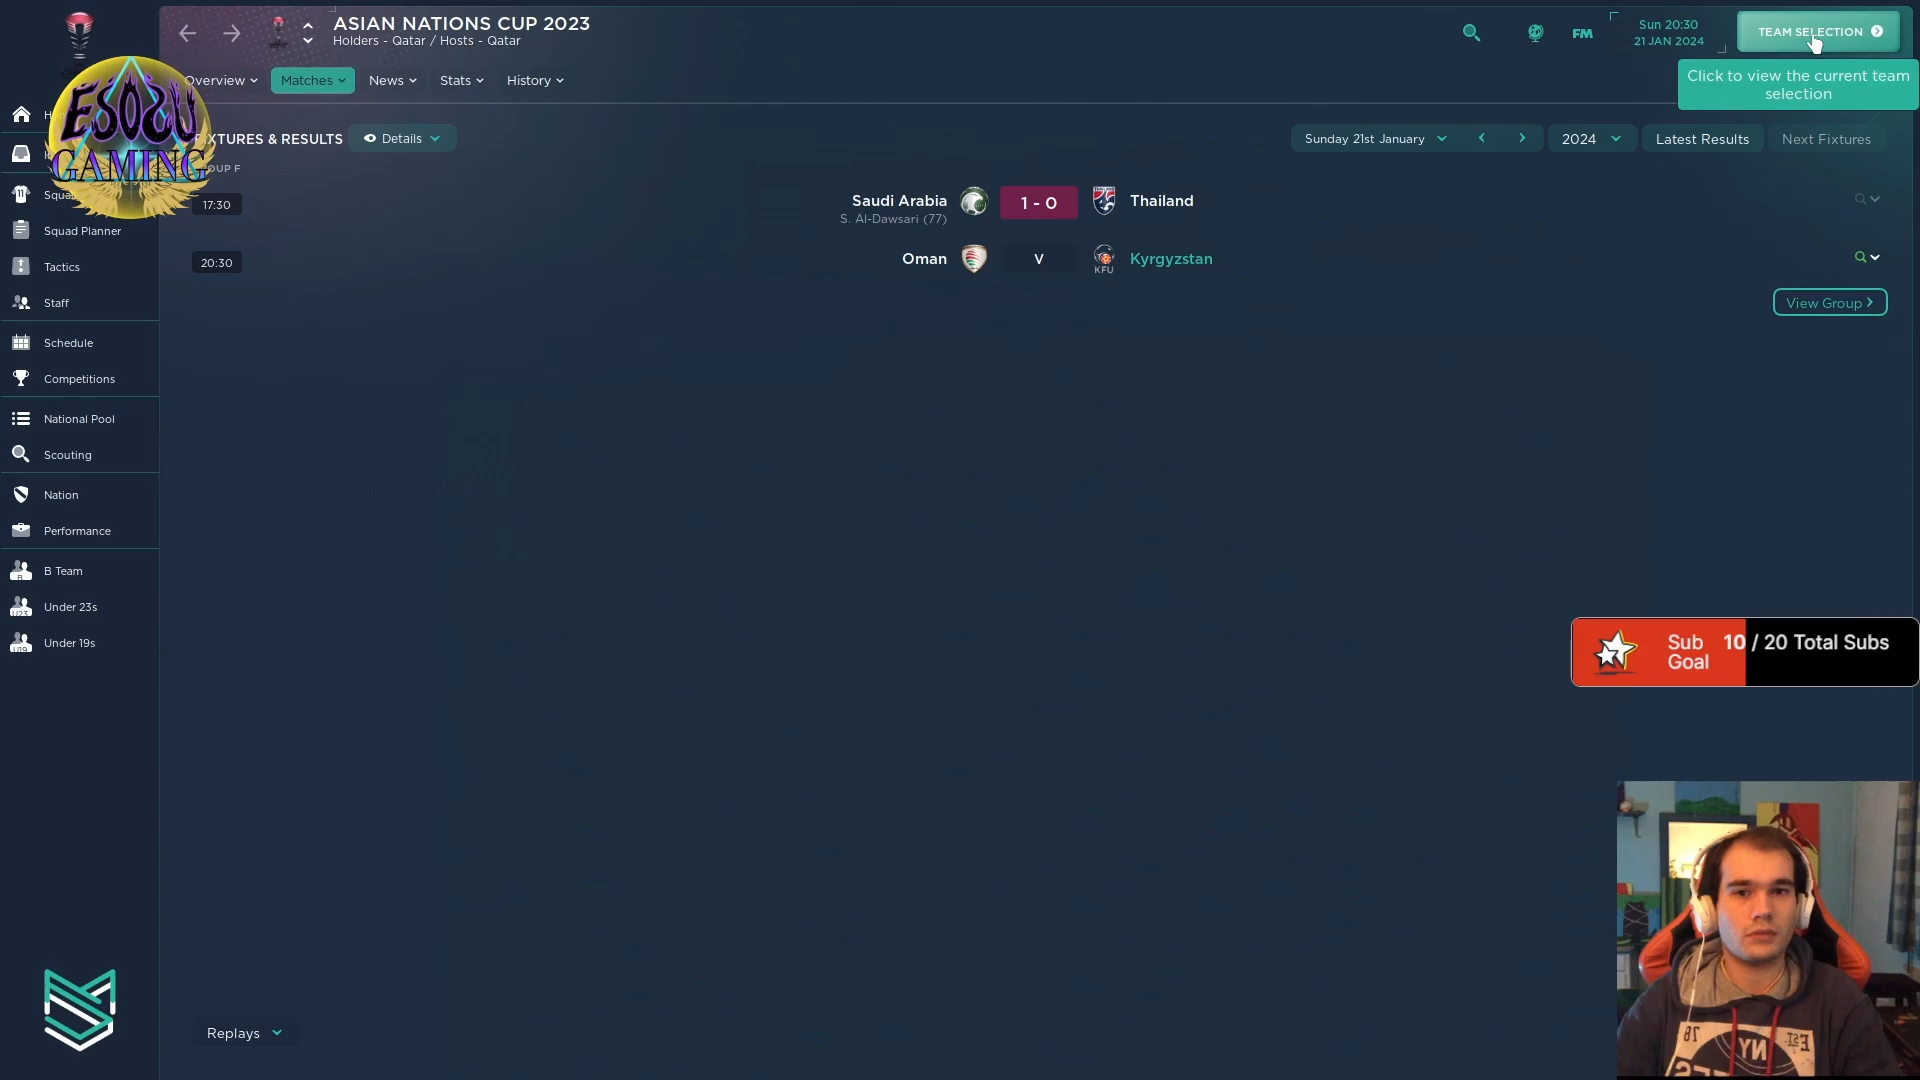 ASIAN NATIONS CUP 2023
Holders - Qatar / Hosts - Qatar
Sun 20:30
21 JAN 2024
TEAM SELECTION
Click to view the current team
selection
FM
Overview
Matches
News
Stats
History
ESOZU
GAMING
FIXTURES & RESULTS
Details
Sunday 21st January
2024
Latest Results
Next Fixtures
17:30
Saudi Arabia
1 - 0
Thailand
S. Al-Dawsari (77)
20:30
Oman
V
Kyrgyzstan
KFU
View Group
Squad Planner
Tactics
Staff
Schedule
Competitions
National Pool
Scouting
Nation
Performance
B Team
Under 23s
Under 19s
Sub
Goal
10 / 20 Total Subs
Replays
NY